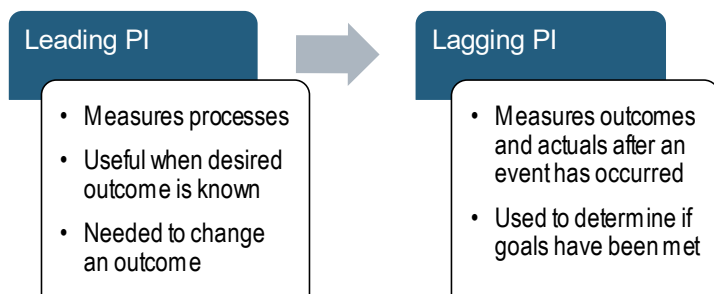 Leading PI
• Measures processes
• Useful when desired
outcome is known
• Needed to change
an outcome
Lagging PI
• Measures outcomes
and actuals after an
event has occurred
• Used to determine if
goals have been met